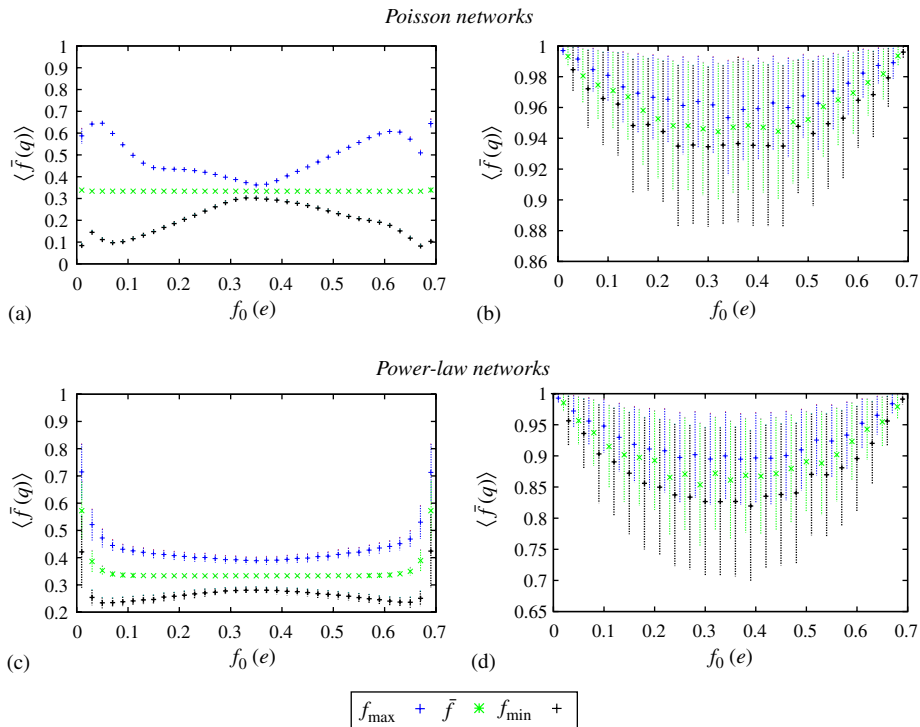 Poisson networks
1
0.9
0.8
0.7
0.6
0.5
0.4
0.3
0.2
0.1
0
⟨f̄(q)⟩
0 0.1 0.2 0.3 0.4 0.5 0.6 0.7
f₀(e)
(a)
1
0.98
0.96
0.94
0.92
0.9
0.88
0.86
⟨f̄(q)⟩
0 0.1 0.2 0.3 0.4 0.5 0.6 0.7
f₀(e)
(b)
Power-law networks
1
0.9
0.8
0.7
0.6
0.5
0.4
0.3
0.2
⟨f̄(q)⟩
0 0.1 0.2 0.3 0.4 0.5 0.6 0.7
f₀(e)
(c)
1
0.95
0.9
0.85
0.8
0.75
0.7
0.65
⟨f̄(q)⟩
0 0.1 0.2 0.3 0.4 0.5 0.6 0.7
f₀(e)
(d)
f_max + f̄ × f_min +